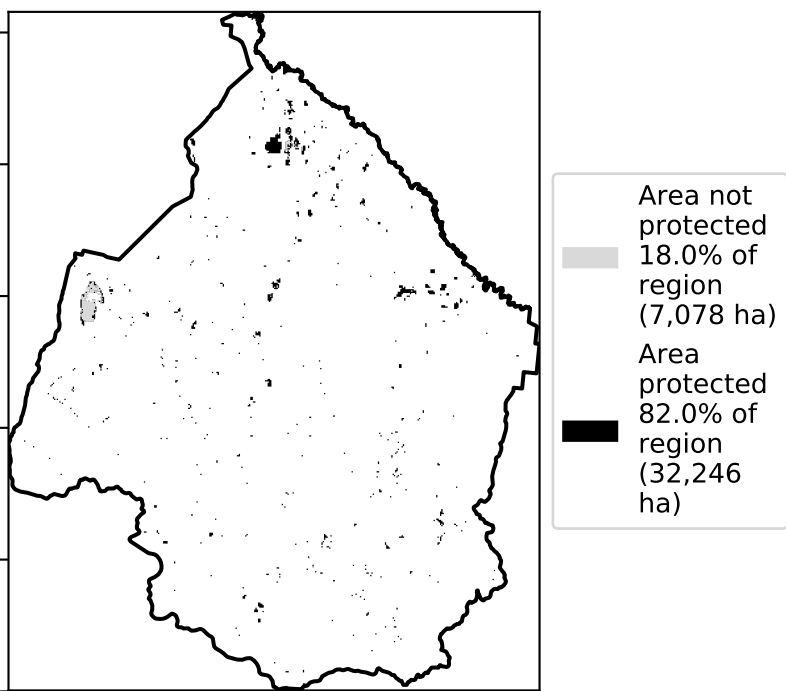 Area not
protected
18.0% of
region
(7,078 ha)
Area
protected
82.0% of
region
(32,246
ha)